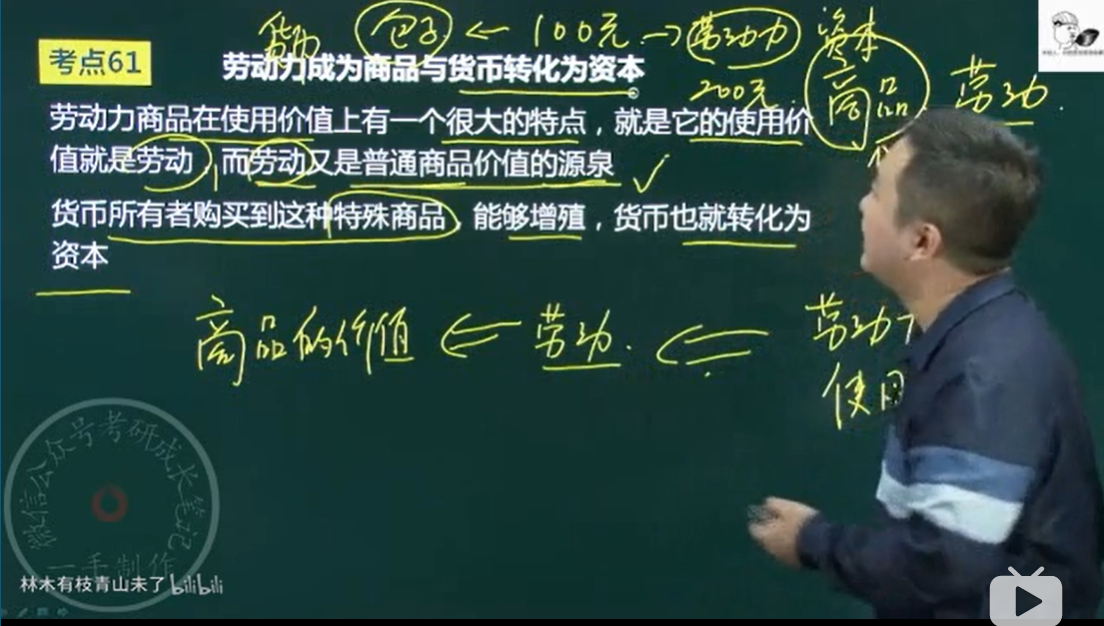 货币 包子 ← 100元 → 劳动力 资本
考点61
劳动力成为商品与货币转化为资本
200元 商品 劳动
劳动力商品在使用价值上有一个很大的特点，就是它的使用价
值就是劳动，而劳动又是普通商品价值的源泉
货币所有者购买到这种特殊商品，能够增殖，货币也就转化为
资本
商品的价值 ← 劳动 ← 劳动
使用
微信公众号考研成长笔记
一手制作
林木有枝青山未了 bilibili